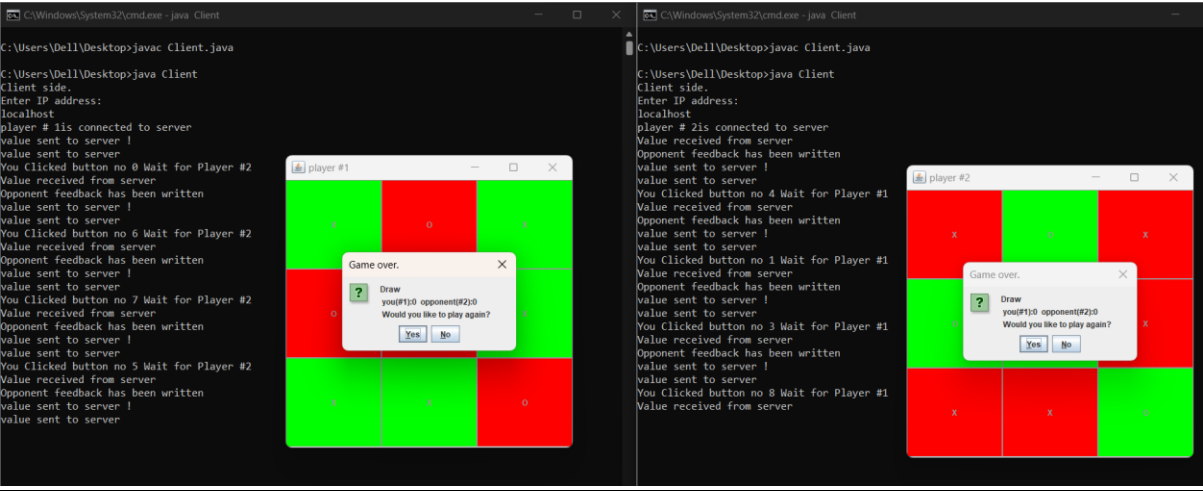 C:\Windows\System32\cmd.exe - java Client
C:\Users\Dell\Desktop>javac Client.java
C:\Users\Dell\Desktop>java Client
Client side.
Enter IP address:
localhost
player # 1is connected to server
value sent to server !
value sent to server
You Clicked button no 0 Wait for Player #2
Value received from server
Opponent feedback has been written
value sent to server !
value sent to server
You Clicked button no 6 Wait for Player #2
Value received from server
Opponent feedback has been written
value sent to server !
value sent to server
You Clicked button no 7 Wait for Player #2
Value received from server
Opponent feedback has been written
value sent to server !
value sent to server
You Clicked button no 5 Wait for Player #2
Value received from server
Opponent feedback has been written
value sent to server !
value sent to server
player #1
O
Game over.
Draw
you(#1):0 opponent(#2):0
Would you like to play again?
Yes No
O
O
C:\Windows\System32\cmd.exe - java Client
C:\Users\Dell\Desktop>javac Client.java
C:\Users\Dell\Desktop>java Client
Client side.
Enter IP address:
localhost
player # 2is connected to server
Value received from server
Opponent feedback has been written
value sent to server !
value sent to server
You Clicked button no 4 Wait for Player #1
Value received from server
Opponent feedback has been written
value sent to server !
value sent to server
You Clicked button no 1 Wait for Player #1
Value received from server
Opponent feedback has been written
value sent to server !
value sent to server
You Clicked button no 3 Wait for Player #1
Value received from server
Opponent feedback has been written
value sent to server !
value sent to server
You Clicked button no 8 Wait for Player #1
Value received from server
player #2
X X
Game over.
Draw
you(#1):0 opponent(#2):0
Would you like to play again?
Yes No
X
X X